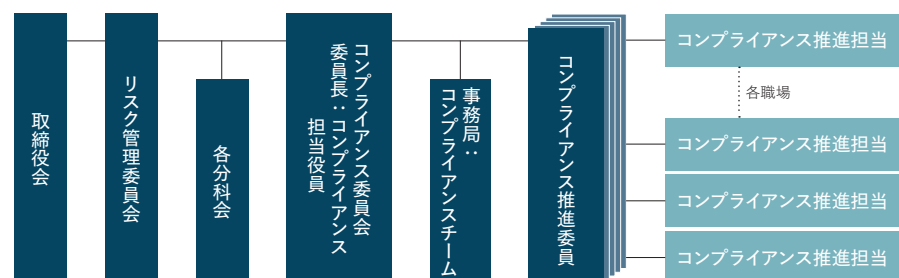 取締役会
リスク管理委員会
各分科会
コンプライアンス委員会
委員長：コンプライアンス
担当役員
事務局：
コンプライアンスチーム
コンプライアンス推進委員
コンプライアンス推進担当
各職場
コンプライアンス推進担当
コンプライアンス推進担当
コンプライアンス推進担当